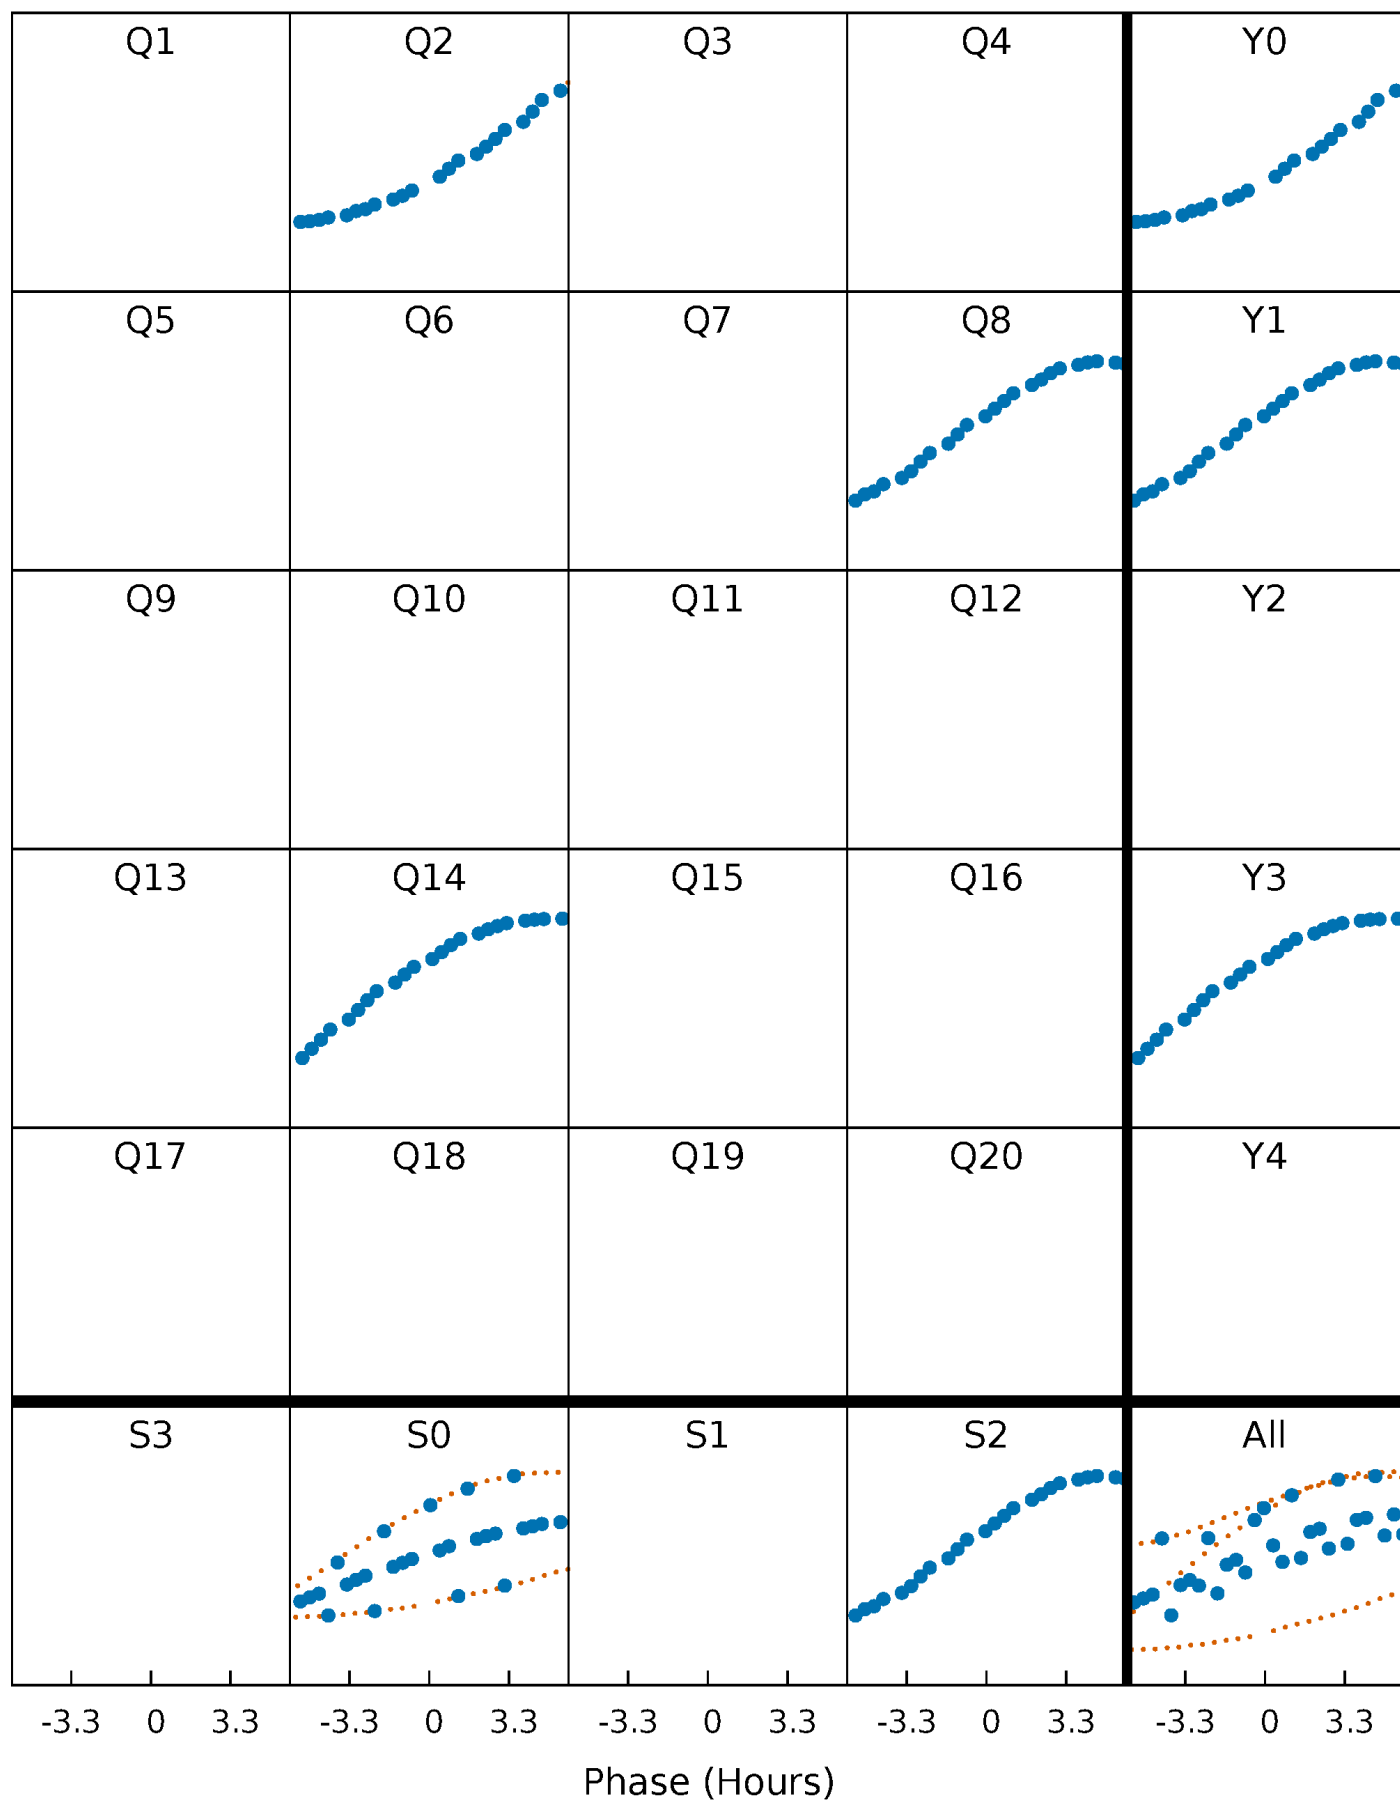 Q1 Q2 Q3 Q4 Y0
Q5 Q6 Q7 Q8 Y1
Q9 Q10 Q11 Q12 Y2
Q13 Q14 Q15 Q16 Y3
Q17 Q18 Q19 Q20 Y4
S3 S0 S1 S2 All
-3.3 0 3.3 -3.3 0 3.3 -3.3 0 3.3 -3.3 0 3.3 -3.3 0 3.3
Phase (Hours)